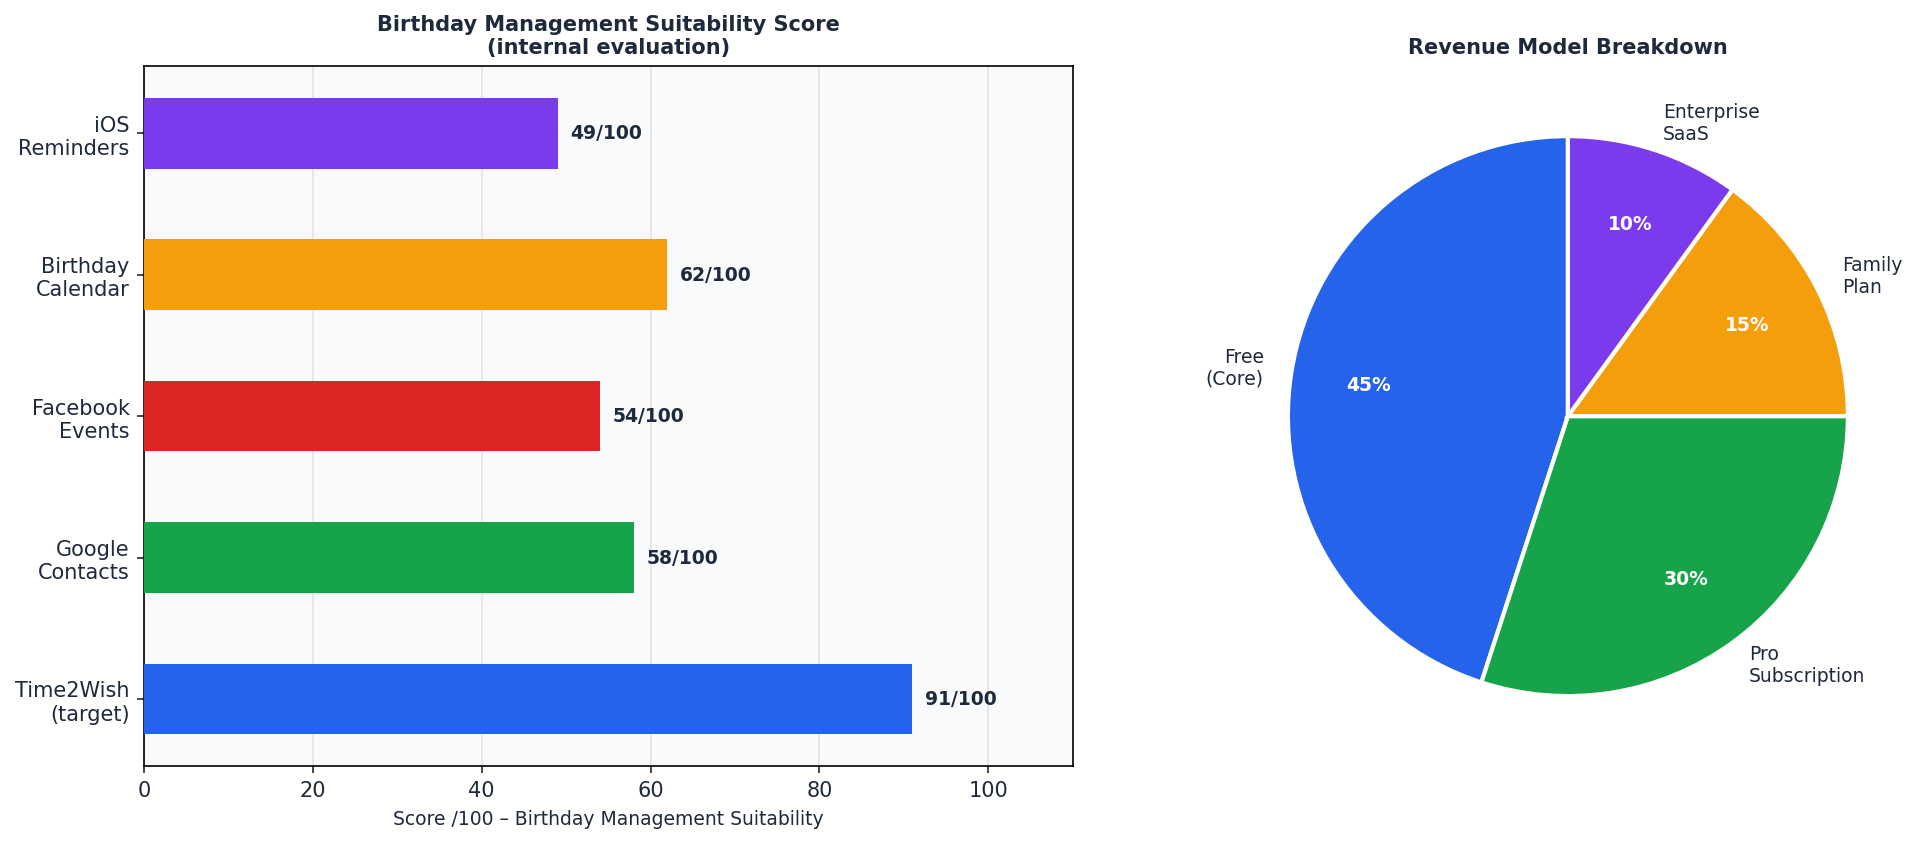 Birthday Management Suitability Score
(internal evaluation)
iOS
Reminders
49/100
Birthday
Calendar
62/100
Facebook
Events
54/100
Google
Contacts
58/100
Time2Wish
(target)
91/100
0 20 40 60 80 100
Score /100 – Birthday Management Suitability
Revenue Model Breakdown
Enterprise
SaaS
10%
Family
Plan
15%
Free
(Core)
45%
30%
Pro
Subscription